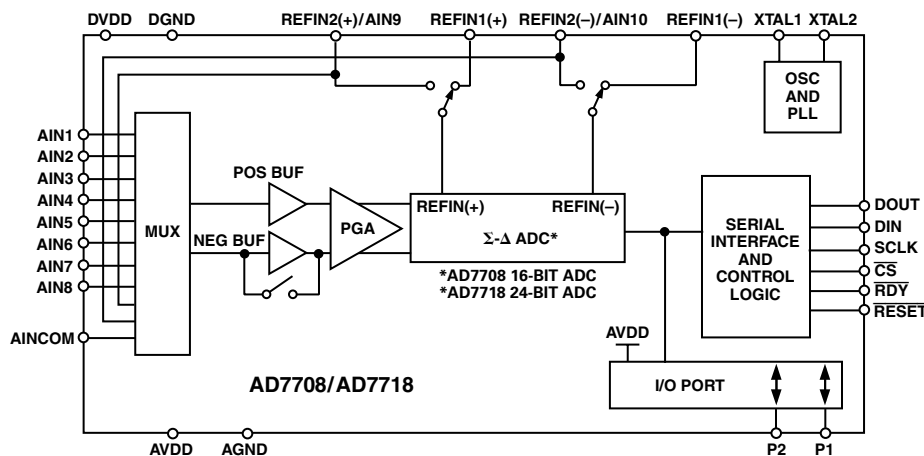 DVDD DGND REFIN2(+)/AIN9 REFIN1(+) REFIN2(–)/AIN10 REFIN1(–) XTAL1 XTAL2
OSC
AND
PLL
AIN1
AIN2
AIN3
AIN4
AIN5
AIN6
AIN7
AIN8
AINCOM
MUX
POS BUF
NEG BUF
PGA
REFIN(+) REFIN(–)
Σ-Δ ADC*
*AD7708 16-BIT ADC
*AD7718 24-BIT ADC
SERIAL
INTERFACE
AND
CONTROL
LOGIC
DOUT
DIN
SCLK
CS
RDY
RESET
AVDD
I/O PORT
AD7708/AD7718
AVDD AGND P2 P1